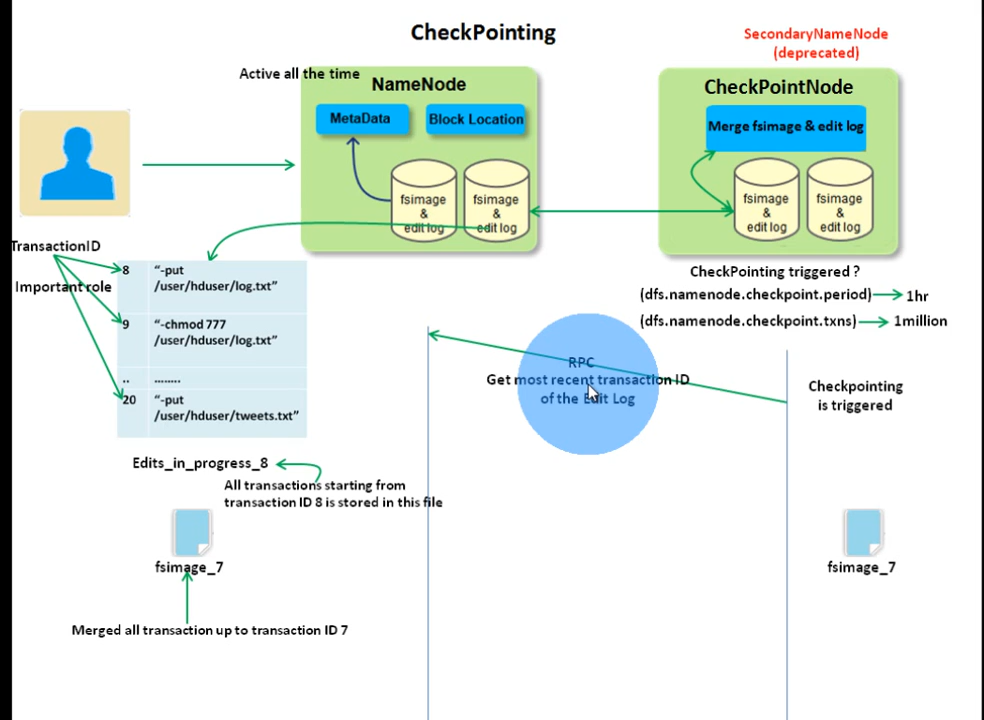 CheckPointing
SecondaryNameNode
(deprecated)
Active all the time
NameNode
MetaData
Block Location
fsimage
&
edit log
fsimage
&
edit log
CheckPointNode
Merge fsimage & edit log
fsimage
&
edit log
fsimage
&
edit log
TransactionID
Important role
8 "-put
/user/hduser/log.txt"
9 "-chmod 777
/user/hduser/log.txt"
.. ........
20 "-put
/user/hduser/tweets.txt"
CheckPointing triggered ?
(dfs.namenode.checkpoint.period) 1hr
(dfs.namenode.checkpoint.txns) 1million
RPC
Get most recent transaction ID
of the Edit Log
Checkpointing
is triggered
Edits_in_progress_8
All transactions starting from
transaction ID 8 is stored in this file
fsimage_7
fsimage_7
Merged all transaction up to transaction ID 7